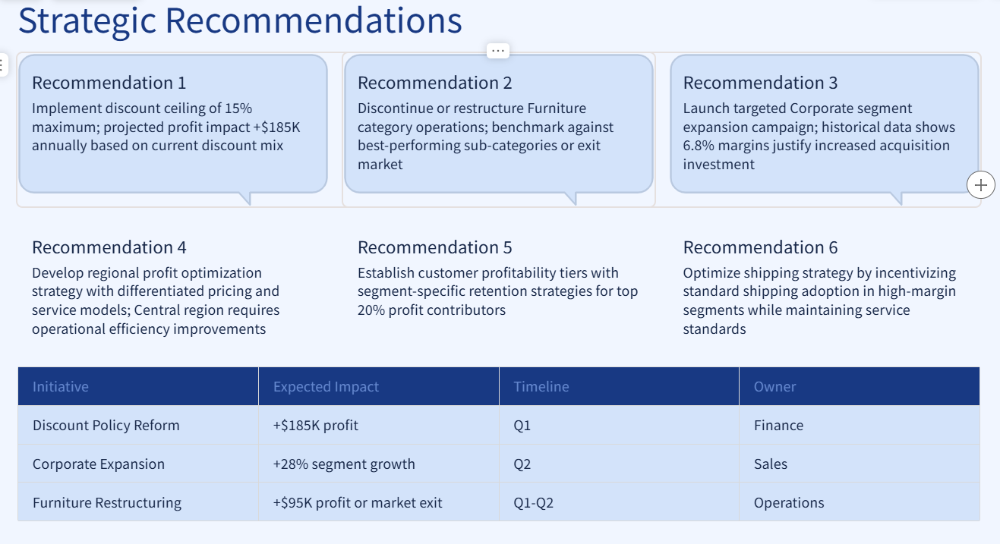 Strategic Recommendations
Recommendation 1
Implement discount ceiling of 15%
maximum; projected profit impact +$185K
annually based on current discount mix
Recommendation 2
Discontinue or restructure Furniture
category operations; benchmark against
best-performing sub-categories or exit
market
Recommendation 3
Launch targeted Corporate segment
expansion campaign; historical data shows
6.8% margins justify increased acquisition
investment
Recommendation 4
Develop regional profit optimization
strategy with differentiated pricing and
service models; Central region requires
operational efficiency improvements
Recommendation 5
Establish customer profitability tiers with
segment-specific retention strategies for top
20% profit contributors
Recommendation 6
Optimize shipping strategy by incentivizing
standard shipping adoption in high-margin
segments while maintaining service
standards
Initiative Expected Impact Timeline Owner
Discount Policy Reform +$185K profit Q1 Finance
Corporate Expansion +28% segment growth Q2 Sales
Furniture Restructuring +$95K profit or market exit Q1-Q2 Operations